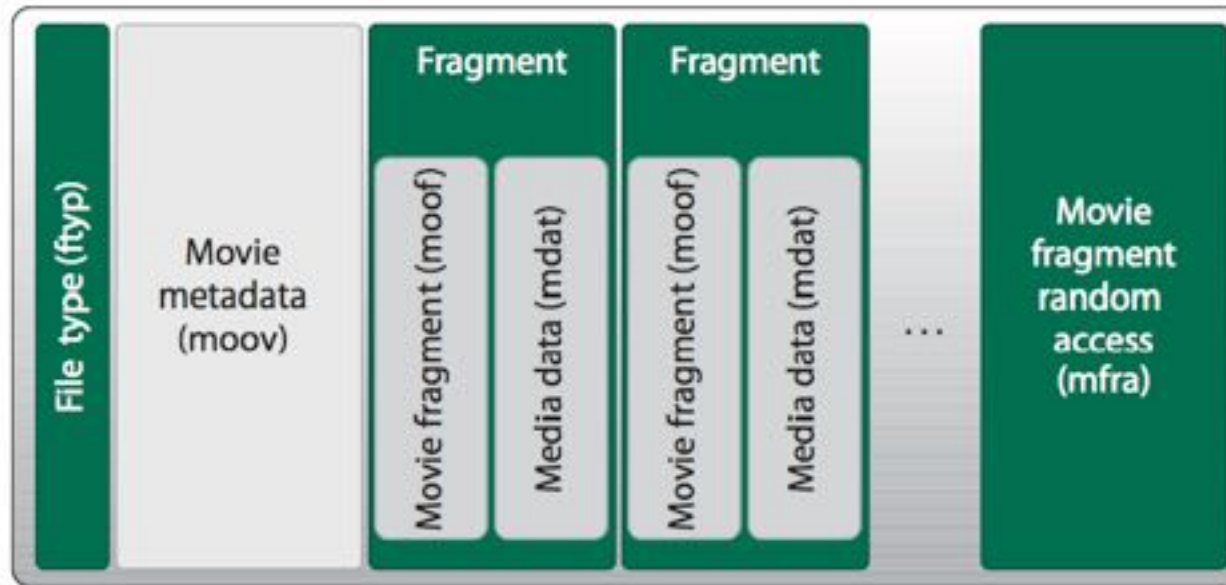 File type (ftyp)
Movie
metadata
(moov)
Fragment
Movie fragment (moof)
Media data (mdat)
Fragment
Movie fragment (moof)
Media data (mdat)
...
Movie
fragment
random
access
(mfra)